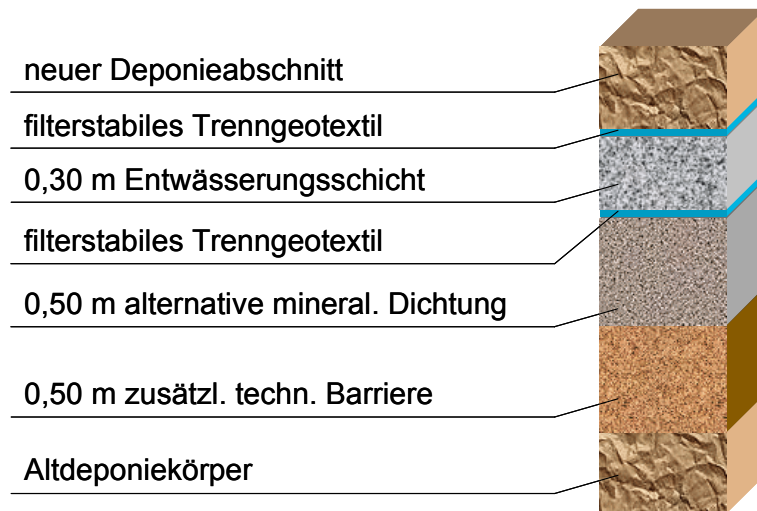 neuer Deponieabschnitt
filterstabiles Trenngeotextil
0,30 m Entwässerungsschicht
filterstabiles Trenngeotextil
0,50 m alternative mineral. Dichtung
0,50 m zusätzl. techn. Barriere
Altdeponiekörper